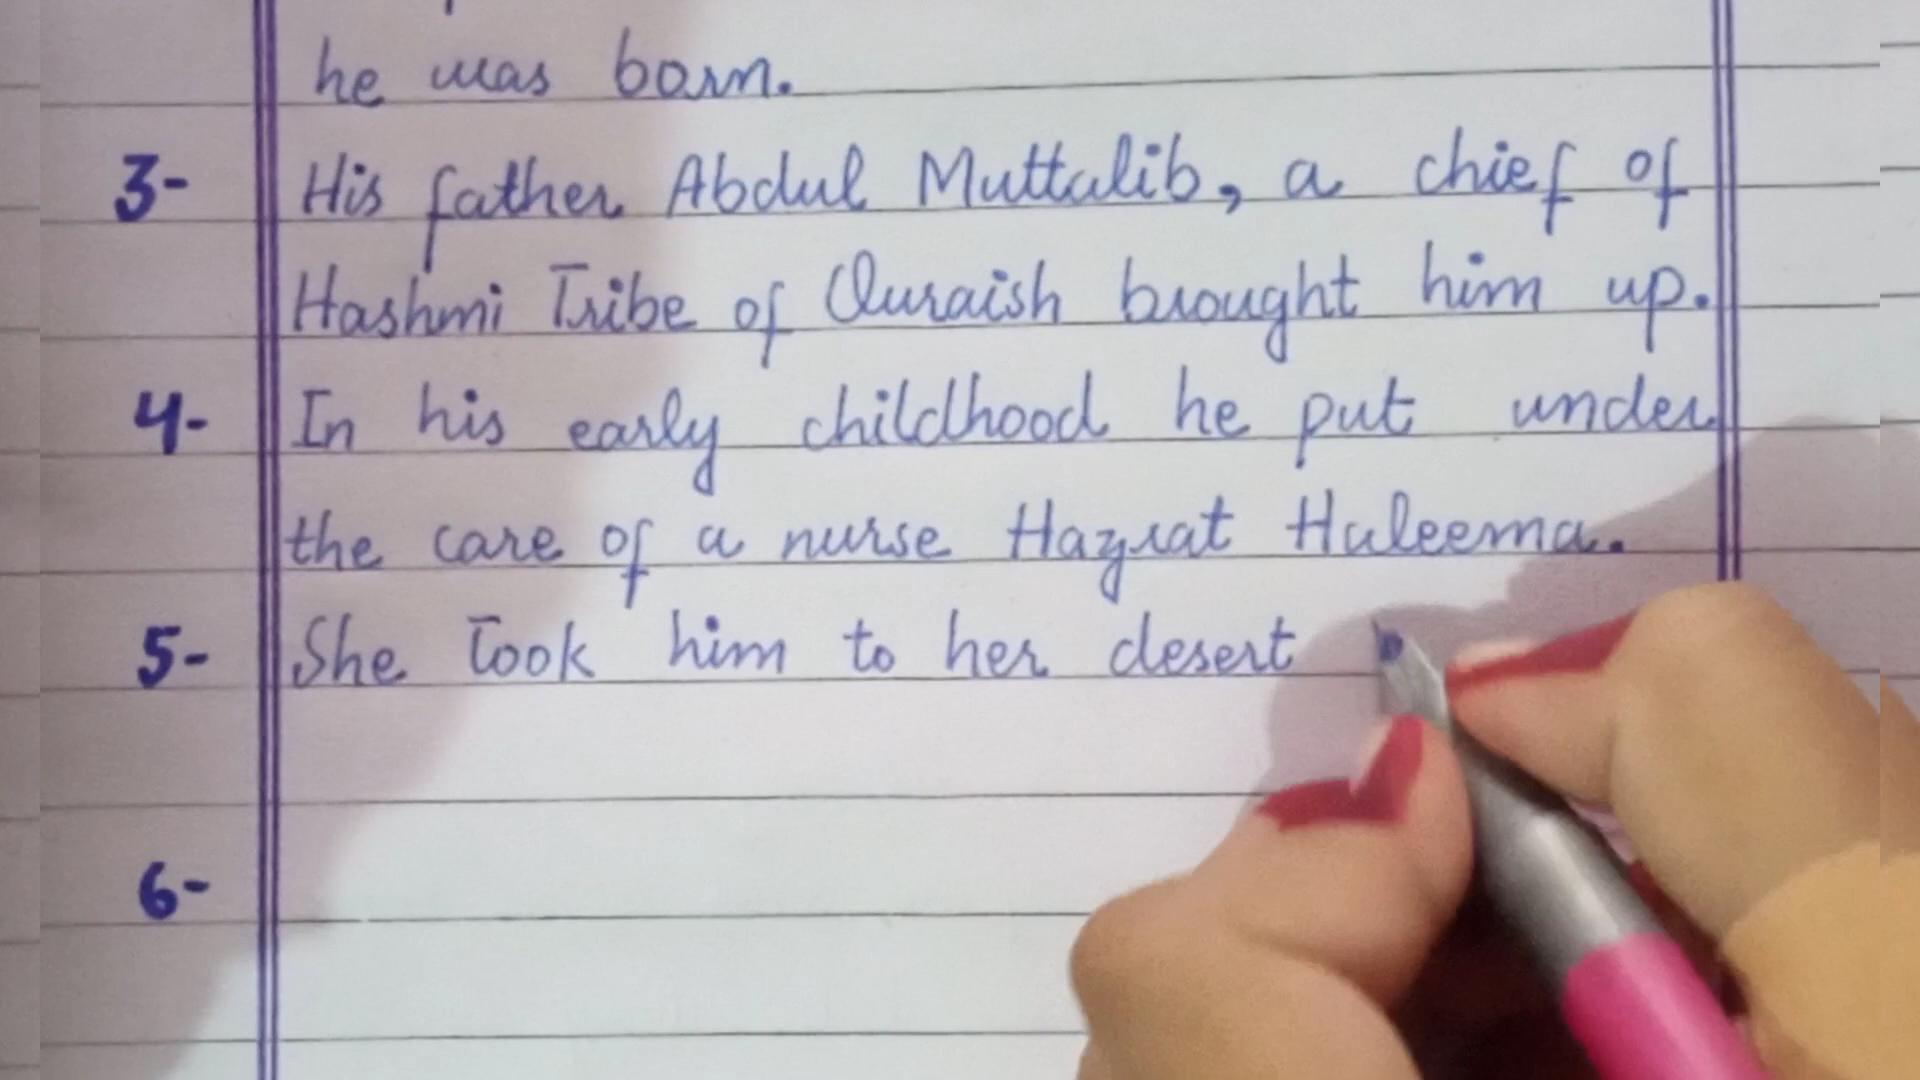 he was born.
3- His father Abdul Muttalib, a chief of
Hashmi Tribe of Quraish brought him up.
4- In his early childhood he put under
the care of a nurse Hazrat Haleema.
5- She took him to her desert
6-